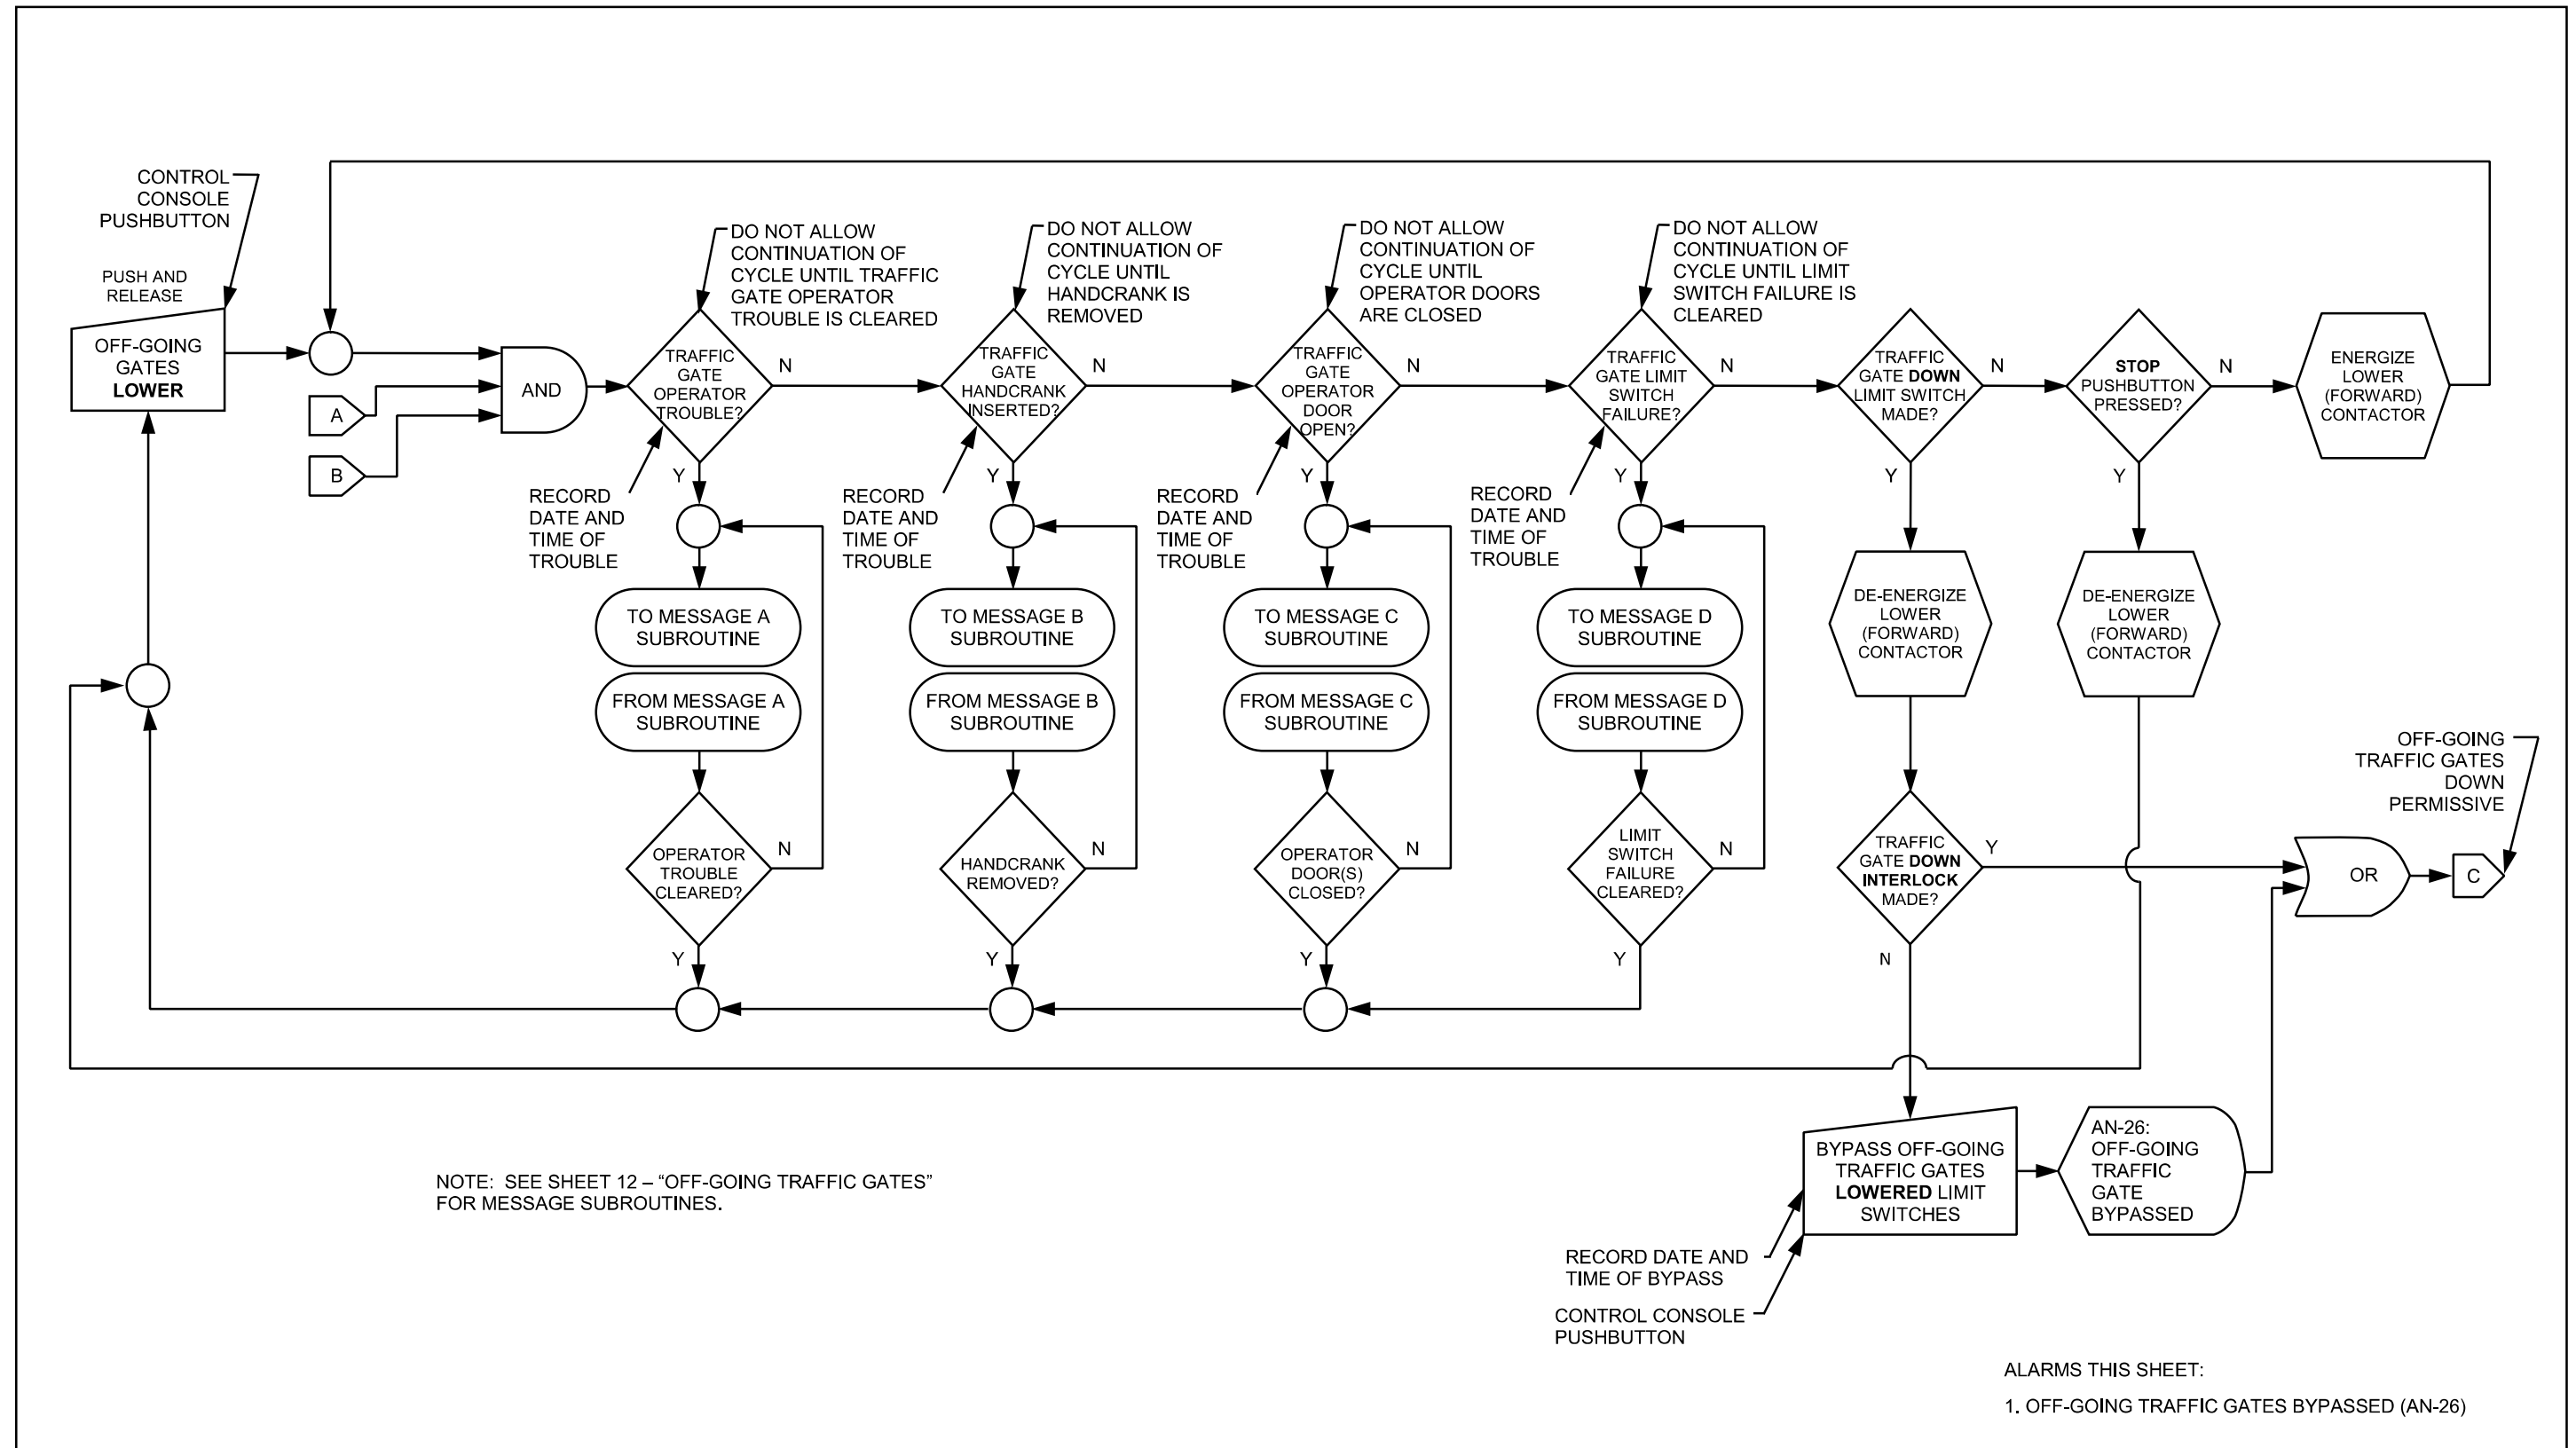 CONTROL
CONSOLE
PUSHBUTTON
PUSH AND
RELEASE
OFF-GOING
GATES
LOWER
A
B
AND
DO NOT ALLOW
CONTINUATION OF
CYCLE UNTIL TRAFFIC
GATE OPERATOR
TROUBLE IS CLEARED
TRAFFIC
GATE
OPERATOR
TROUBLE?
N
Y
RECORD
DATE AND
TIME OF
TROUBLE
TO MESSAGE A
SUBROUTINE
FROM MESSAGE A
SUBROUTINE
OPERATOR
TROUBLE
CLEARED?
N
Y
DO NOT ALLOW
CONTINUATION OF
CYCLE UNTIL
HANDCRANK IS
REMOVED
TRAFFIC
GATE
HANDCRANK
INSERTED?
N
Y
RECORD
DATE AND
TIME OF
TROUBLE
TO MESSAGE B
SUBROUTINE
FROM MESSAGE B
SUBROUTINE
HANDCRANK
REMOVED?
N
Y
DO NOT ALLOW
CONTINUATION OF
CYCLE UNTIL
OPERATOR DOORS
ARE CLOSED
TRAFFIC
GATE
OPERATOR
DOOR
OPEN?
N
Y
RECORD
DATE AND
TIME OF
TROUBLE
TO MESSAGE C
SUBROUTINE
FROM MESSAGE C
SUBROUTINE
OPERATOR
DOOR(S)
CLOSED?
N
Y
DO NOT ALLOW
CONTINUATION OF
CYCLE UNTIL LIMIT
SWITCH FAILURE IS
CLEARED
TRAFFIC
GATE LIMIT
SWITCH
FAILURE?
N
Y
RECORD
DATE AND
TIME OF
TROUBLE
TO MESSAGE D
SUBROUTINE
FROM MESSAGE D
SUBROUTINE
LIMIT
SWITCH
FAILURE
CLEARED?
N
Y
TRAFFIC
GATE DOWN
LIMIT SWITCH
MADE?
N
Y
DE-ENERGIZE
LOWER
(FORWARD)
CONTACTOR
TRAFFIC
GATE DOWN
INTERLOCK
MADE?
Y
N
STOP
PUSHBUTTON
PRESSED?
N
Y
DE-ENERGIZE
LOWER
(FORWARD)
CONTACTOR
ENERGIZE
LOWER
(FORWARD)
CONTACTOR
OFF-GOING
TRAFFIC GATES
DOWN
PERMISSIVE
OR
C
BYPASS OFF-GOING
TRAFFIC GATES
LOWERED LIMIT
SWITCHES
AN-26:
OFF-GOING
TRAFFIC
GATE
BYPASSED
RECORD DATE AND
TIME OF BYPASS
CONTROL CONSOLE
PUSHBUTTON
NOTE: SEE SHEET 12 – “OFF-GOING TRAFFIC GATES”
FOR MESSAGE SUBROUTINES.
ALARMS THIS SHEET:
1. OFF-GOING TRAFFIC GATES BYPASSED (AN-26)